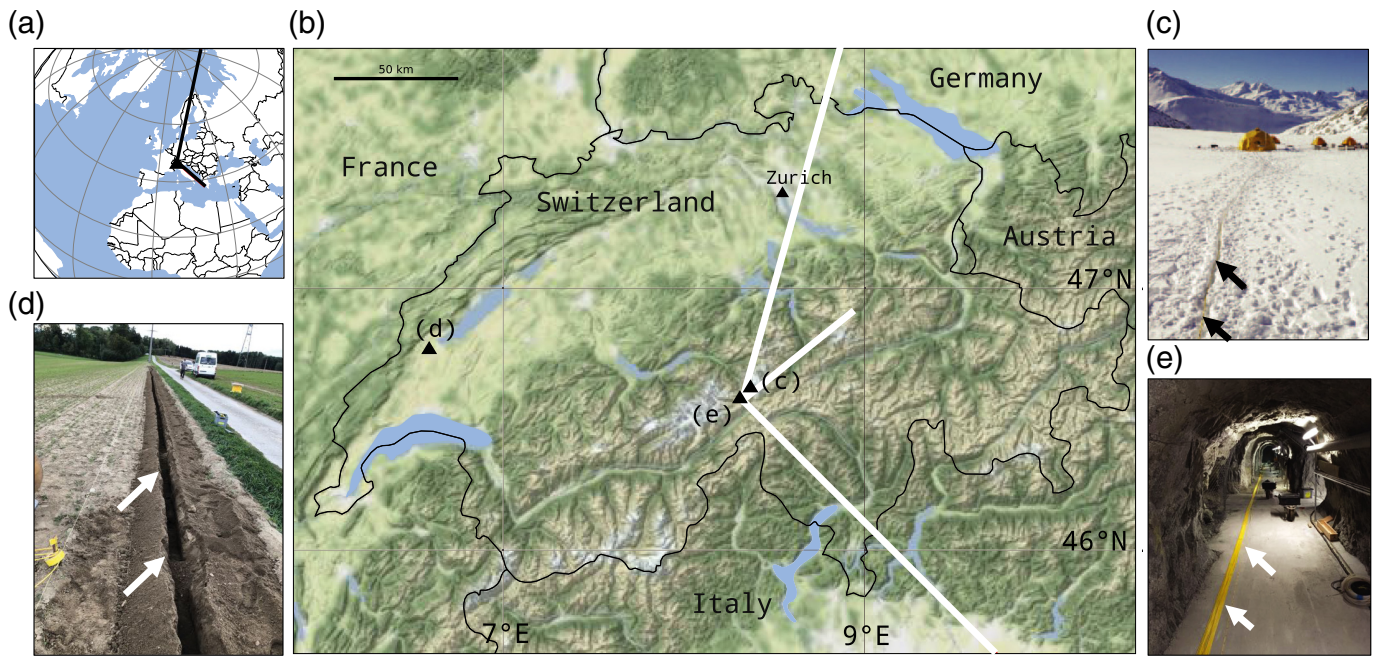 (a)
(b)
(c)
50 km
Germany
France
Zurich
Switzerland
Austria
47°N
(d)
(d)
(c)
(e)
(e)
46°N
Italy
7°E
9°E